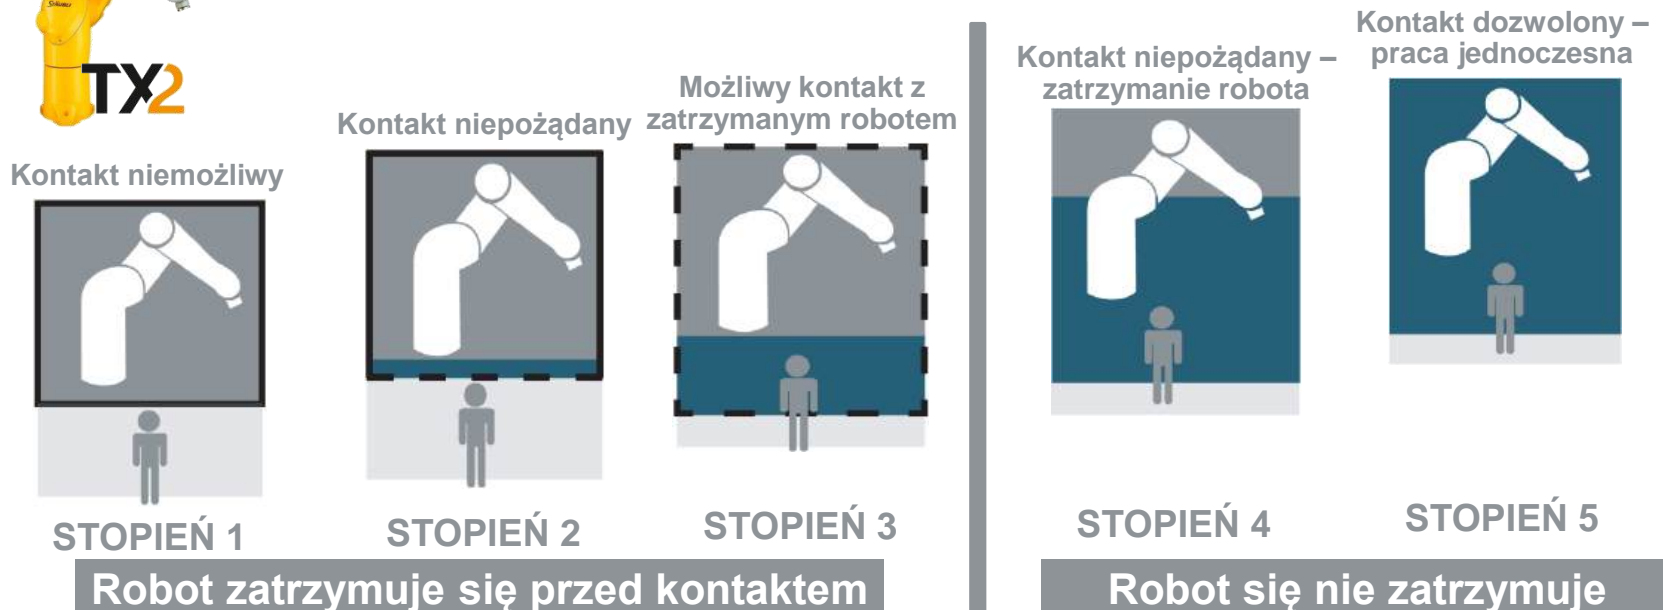 STÄUBLI
TX2
Kontakt niemożliwy
STOPIEŃ 1
Kontakt niepożądany
STOPIEŃ 2
Możliwy kontakt z
zatrzymanym robotem
STOPIEŃ 3
Robot zatrzymuje się przed kontaktem
Kontakt niepożądany –
zatrzymanie robota
STOPIEŃ 4
Kontakt dozwolony –
praca jednoczesna
STOPIEŃ 5
Robot się nie zatrzymuje